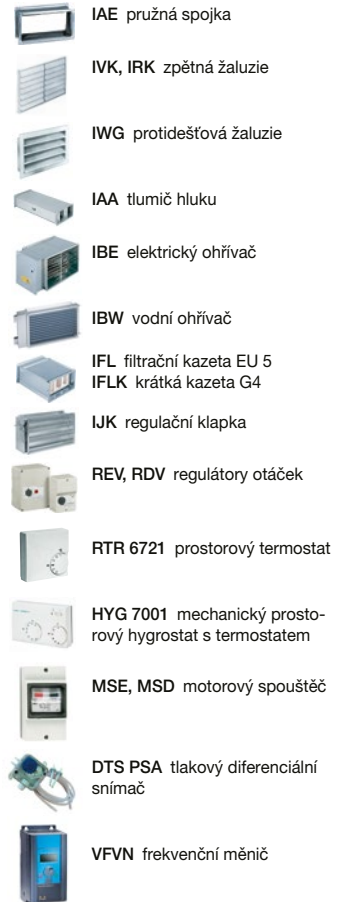 IAE pružná spojka
IVK, IRK zpětná žaluzie
IWG protidešťová žaluzie
IAA tlumič hluku
IBE elektrický ohřívač
IBW vodní ohřívač
IFL filtrační kazeta EU 5
IFLK krátká kazeta G4
IJK regulační klapka
REV, RDV regulátory otáček
RTR 6721 prostorový termostat
HYG 7001 mechanický prosto-
rový hygrostat s termostatem
MSE, MSD motorový spouštěč
DTS PSA tlakový diferenciální
snímač
VFVN frekvenční měnič